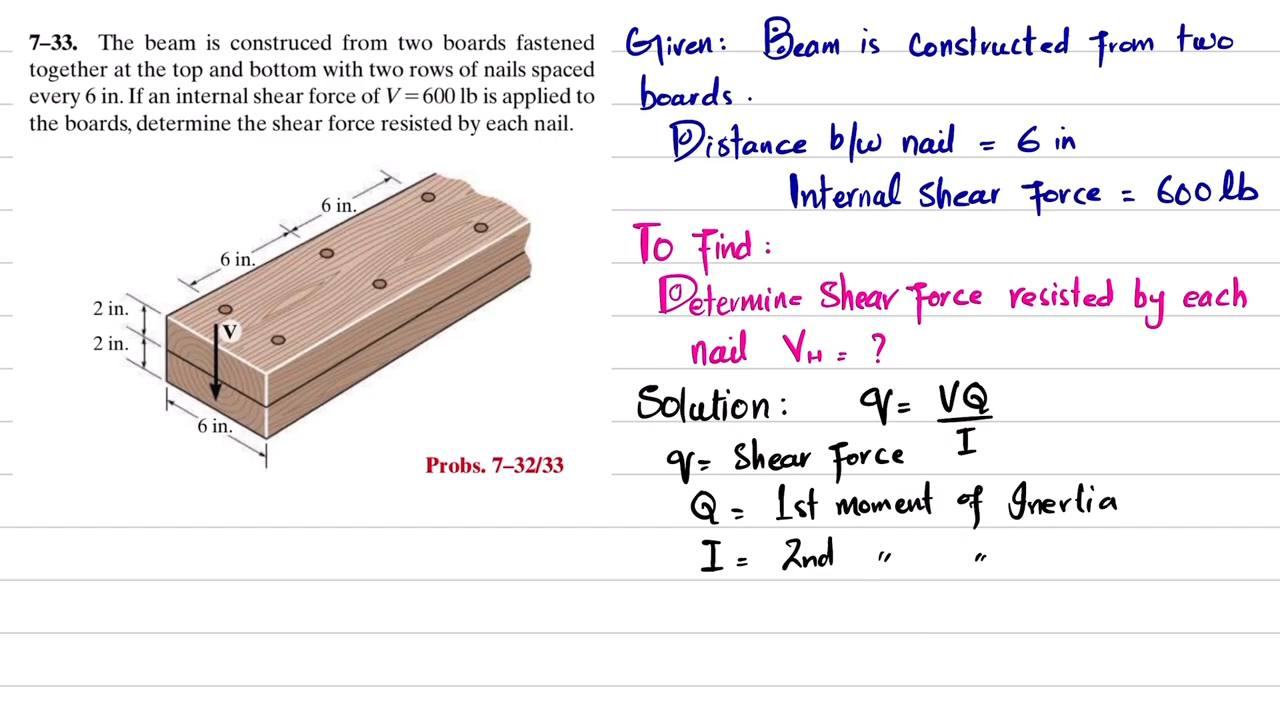 7–33. The beam is construced from two boards fastened
together at the top and bottom with two rows of nails spaced
every 6 in. If an internal shear force of V = 600 lb is applied to
the boards, determine the shear force resisted by each nail.
6 in.
6 in.
2 in.
V
2 in.
6 in.
Probs. 7–32/33
Given: Beam is constructed from two
boards.
Distance b/w nail = 6 in
Internal Shear Force = 600 lb
To Find:
Determine Shear Force resisted by each
nail V_H = ?
Solution: q = VQ/I
q = Shear Force
Q = 1st moment of Inertia
I = 2nd " "